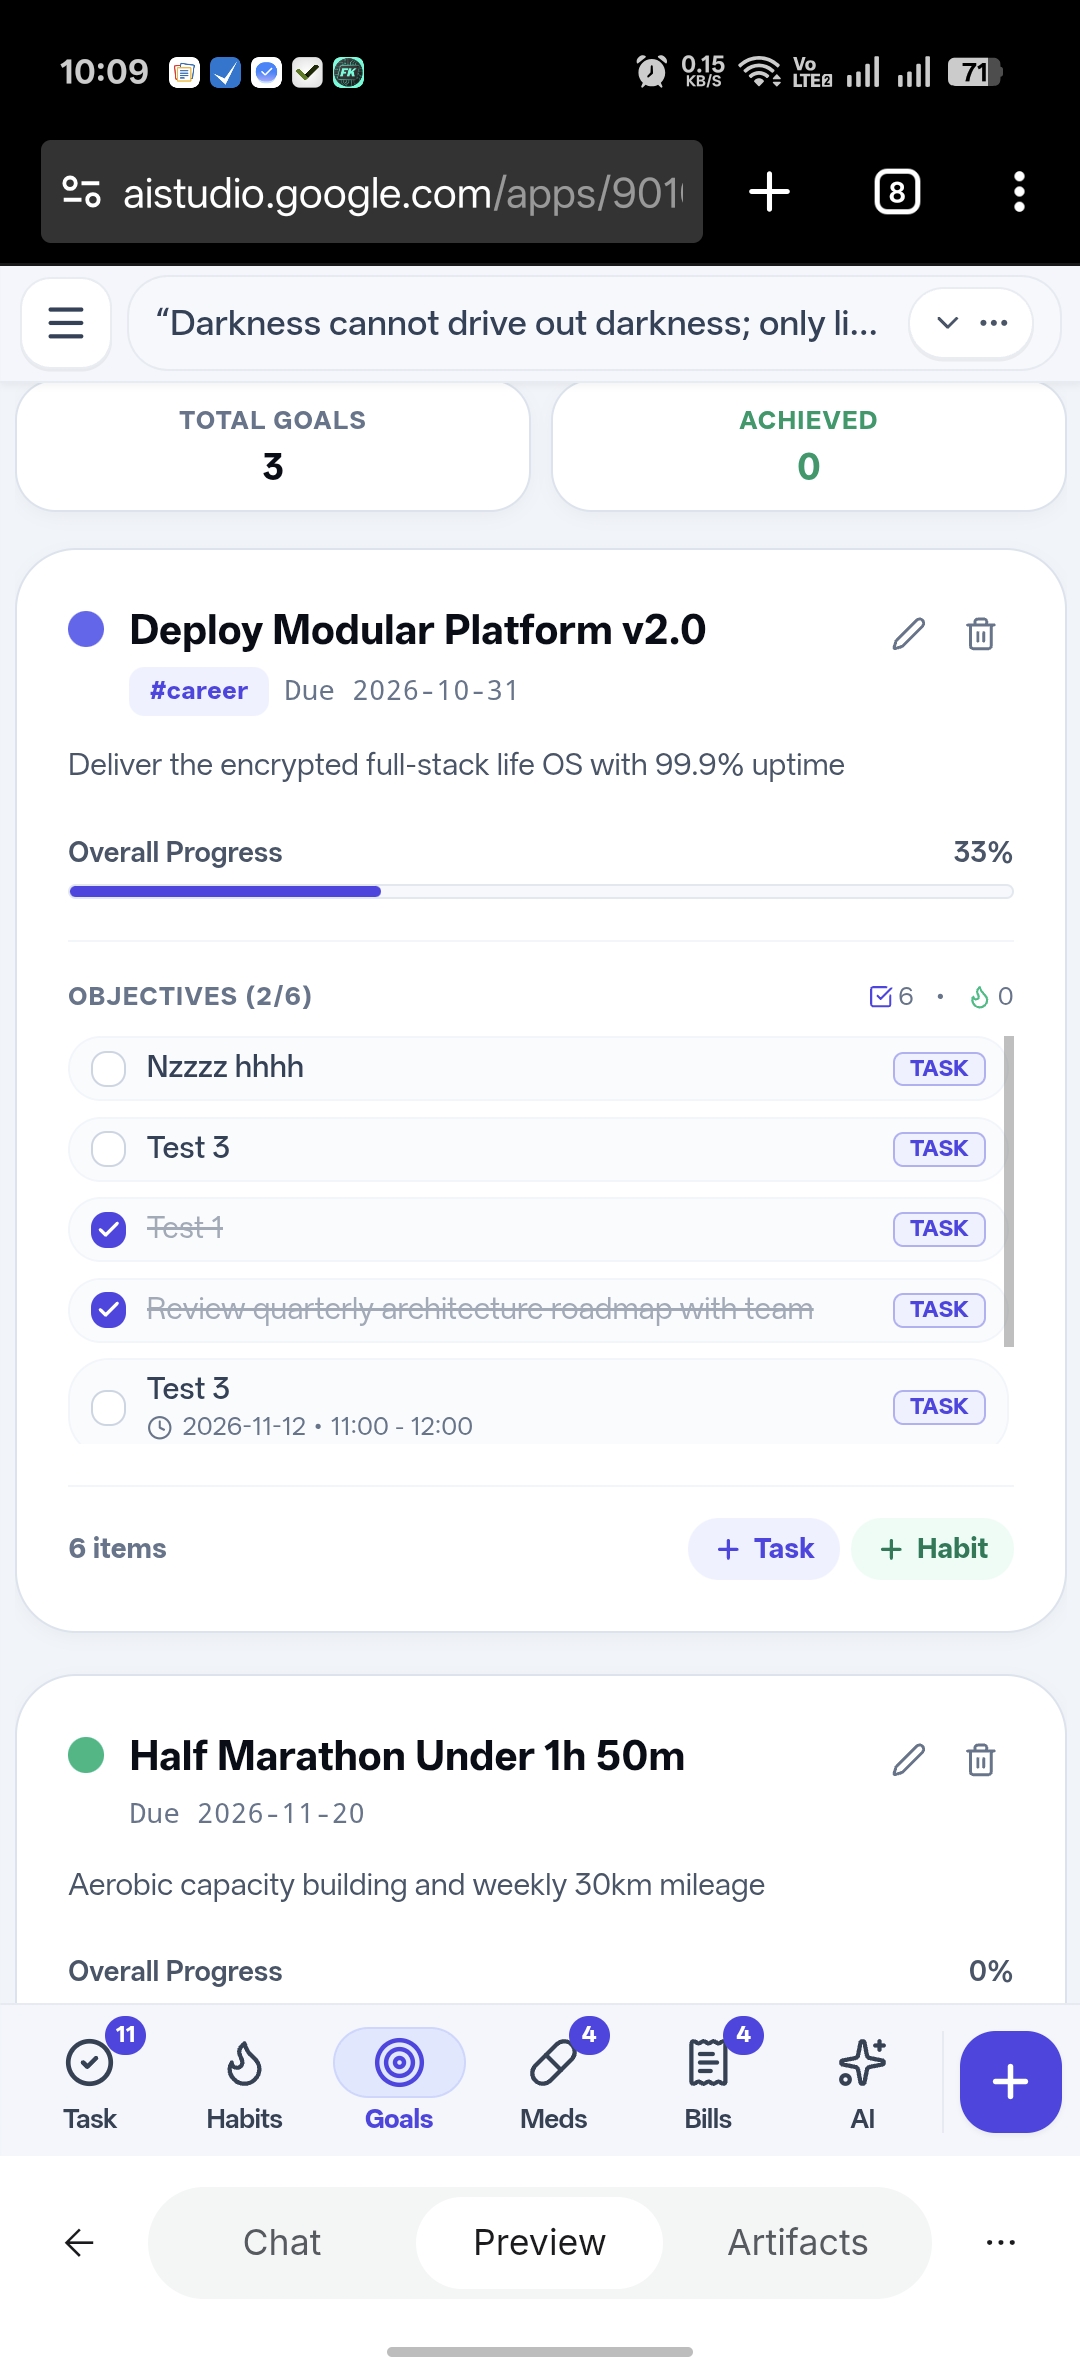 10:09
FK
0.15
KB/S
Vo
LTE2
71
aistudio.google.com/apps/901
8
“Darkness cannot drive out darkness; only li...
TOTAL GOALS
3
ACHIEVED
0
Deploy Modular Platform v2.0
#career
Due 2026-10-31
Deliver the encrypted full-stack life OS with 99.9% uptime
Overall Progress
33%
OBJECTIVES (2/6)
6 • 0
Nzzzz hhhh
TASK
Test 3
TASK
Test 1
TASK
Review quarterly architecture roadmap with team
TASK
Test 3
2026-11-12 • 11:00 - 12:00
TASK
6 items
+ Task
+ Habit
Half Marathon Under 1h 50m
Due 2026-11-20
Aerobic capacity building and weekly 30km mileage
Overall Progress
0%
11
4
4
Task
Habits
Goals
Meds
Bills
AI
Chat
Preview
Artifacts